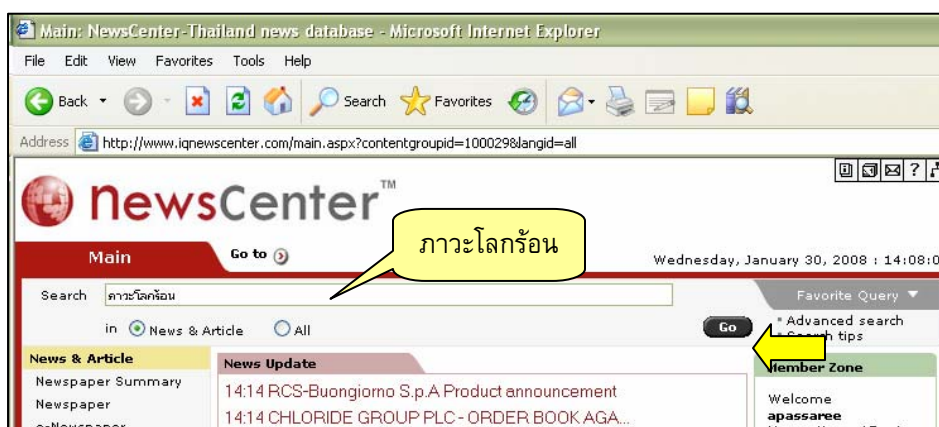 Main: NewsCenter-Thailand news database - Microsoft Internet Explorer
File Edit View Favorites Tools Help
Back Search Favorites
Address http://www.iqnewscenter.com/main.aspx?contentgroupid=100029&langid=all
newsCenter™
ภาวะโลกร้อน
Main Go to
Wednesday, January 30, 2008 : 14:08:0
Search ภาวะโลกร้อน
Favorite Query
in News & Article All Go
Advanced search
Search tips
News & Article
News Update
Member Zone
Newspaper Summary
14:14 RCS-Buongiorno S.p.A Product announcement
Welcome
Newspaper
14:14 CHLORIDE GROUP PLC - ORDER BOOK AGA...
apassaree